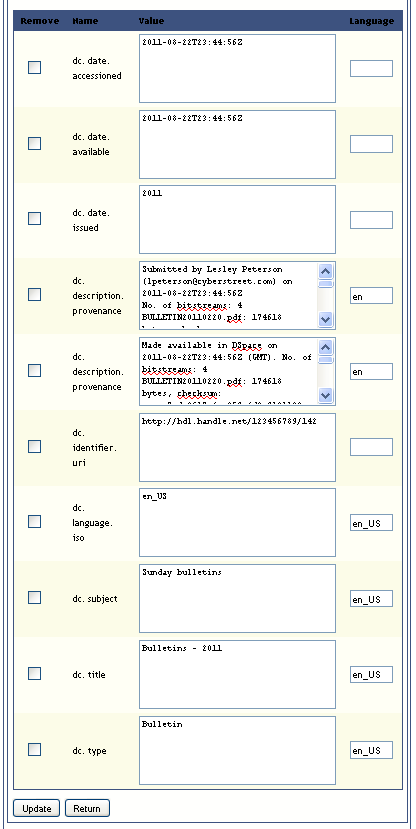 Remove Name Value Language
dc. date. accessioned
2011-08-22T23:44:56Z
dc. date. available
2011-08-22T23:44:56Z
dc. date. issued
2011
dc. description. provenance
Submitted by Lesley Peterson
(lpeterson@cyberstreet.com) on
2011-08-22T23:44:56Z
No. of bitstreams: 4
BULLETIN20110220.pdf: 174618
en
dc. description. provenance
Made available in DSpace on
2011-08-22T23:44:56Z (GMT). No. of
bitstreams: 4
BULLETIN20110220.pdf: 174618
bytes, checksum:
en
dc. identifier. uri
http://hdl.handle.net/123456789/142
dc. language. iso
en_US
en_US
dc. subject
Sunday bulletins
en_US
dc. title
Bulletins - 2011
en_US
dc. type
Bulletin
en_US
Update Return